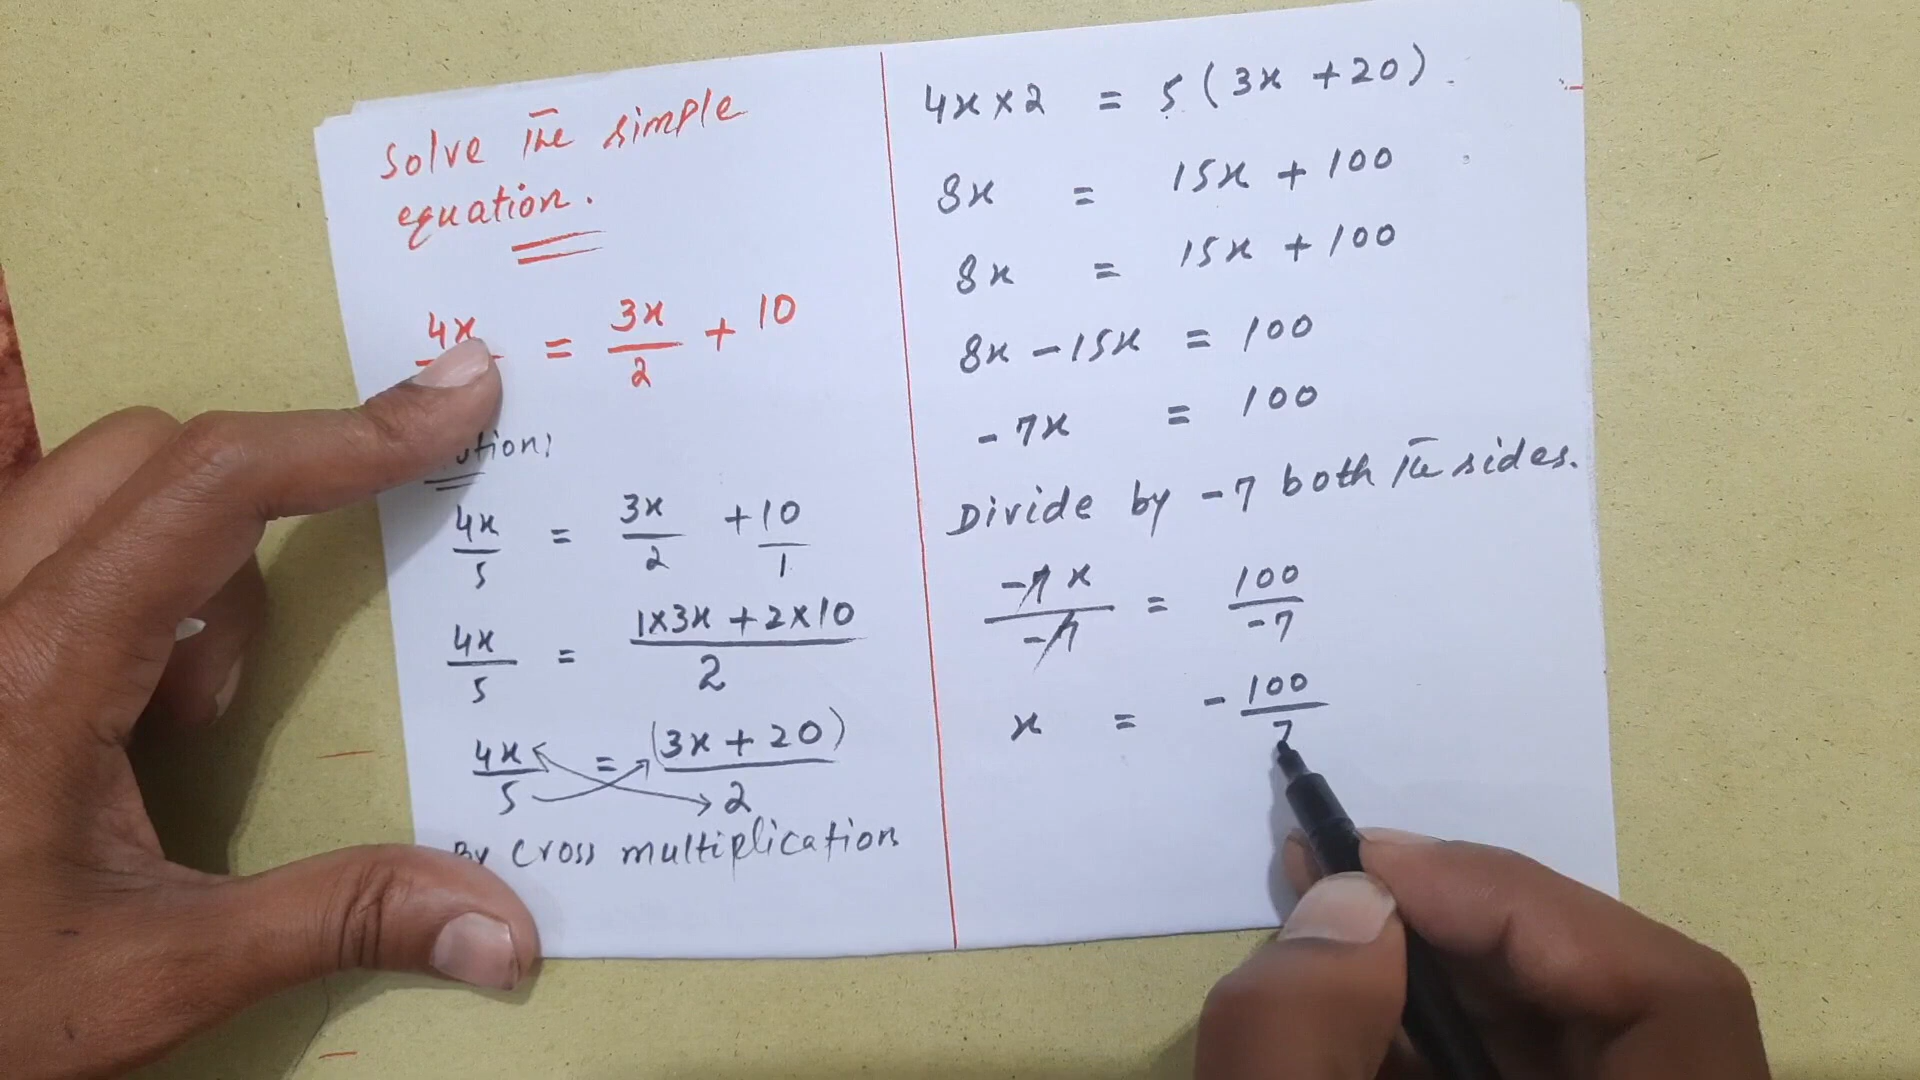 Solve the simple
equation.
4x = 3x/2 + 10
4x/5 = 3x/2 + 10/1
4x/5 = 1×3x + 2×10/2
4x/5 = (3x + 20)/2
By cross multiplication
4x × 2 = 5(3x + 20)
8x = 15x + 100
8x = 15x + 100
8x - 15x = 100
-7x = 100
Divide by -7 both the sides.
-7x/-7 = 100/-7
x = -100/7